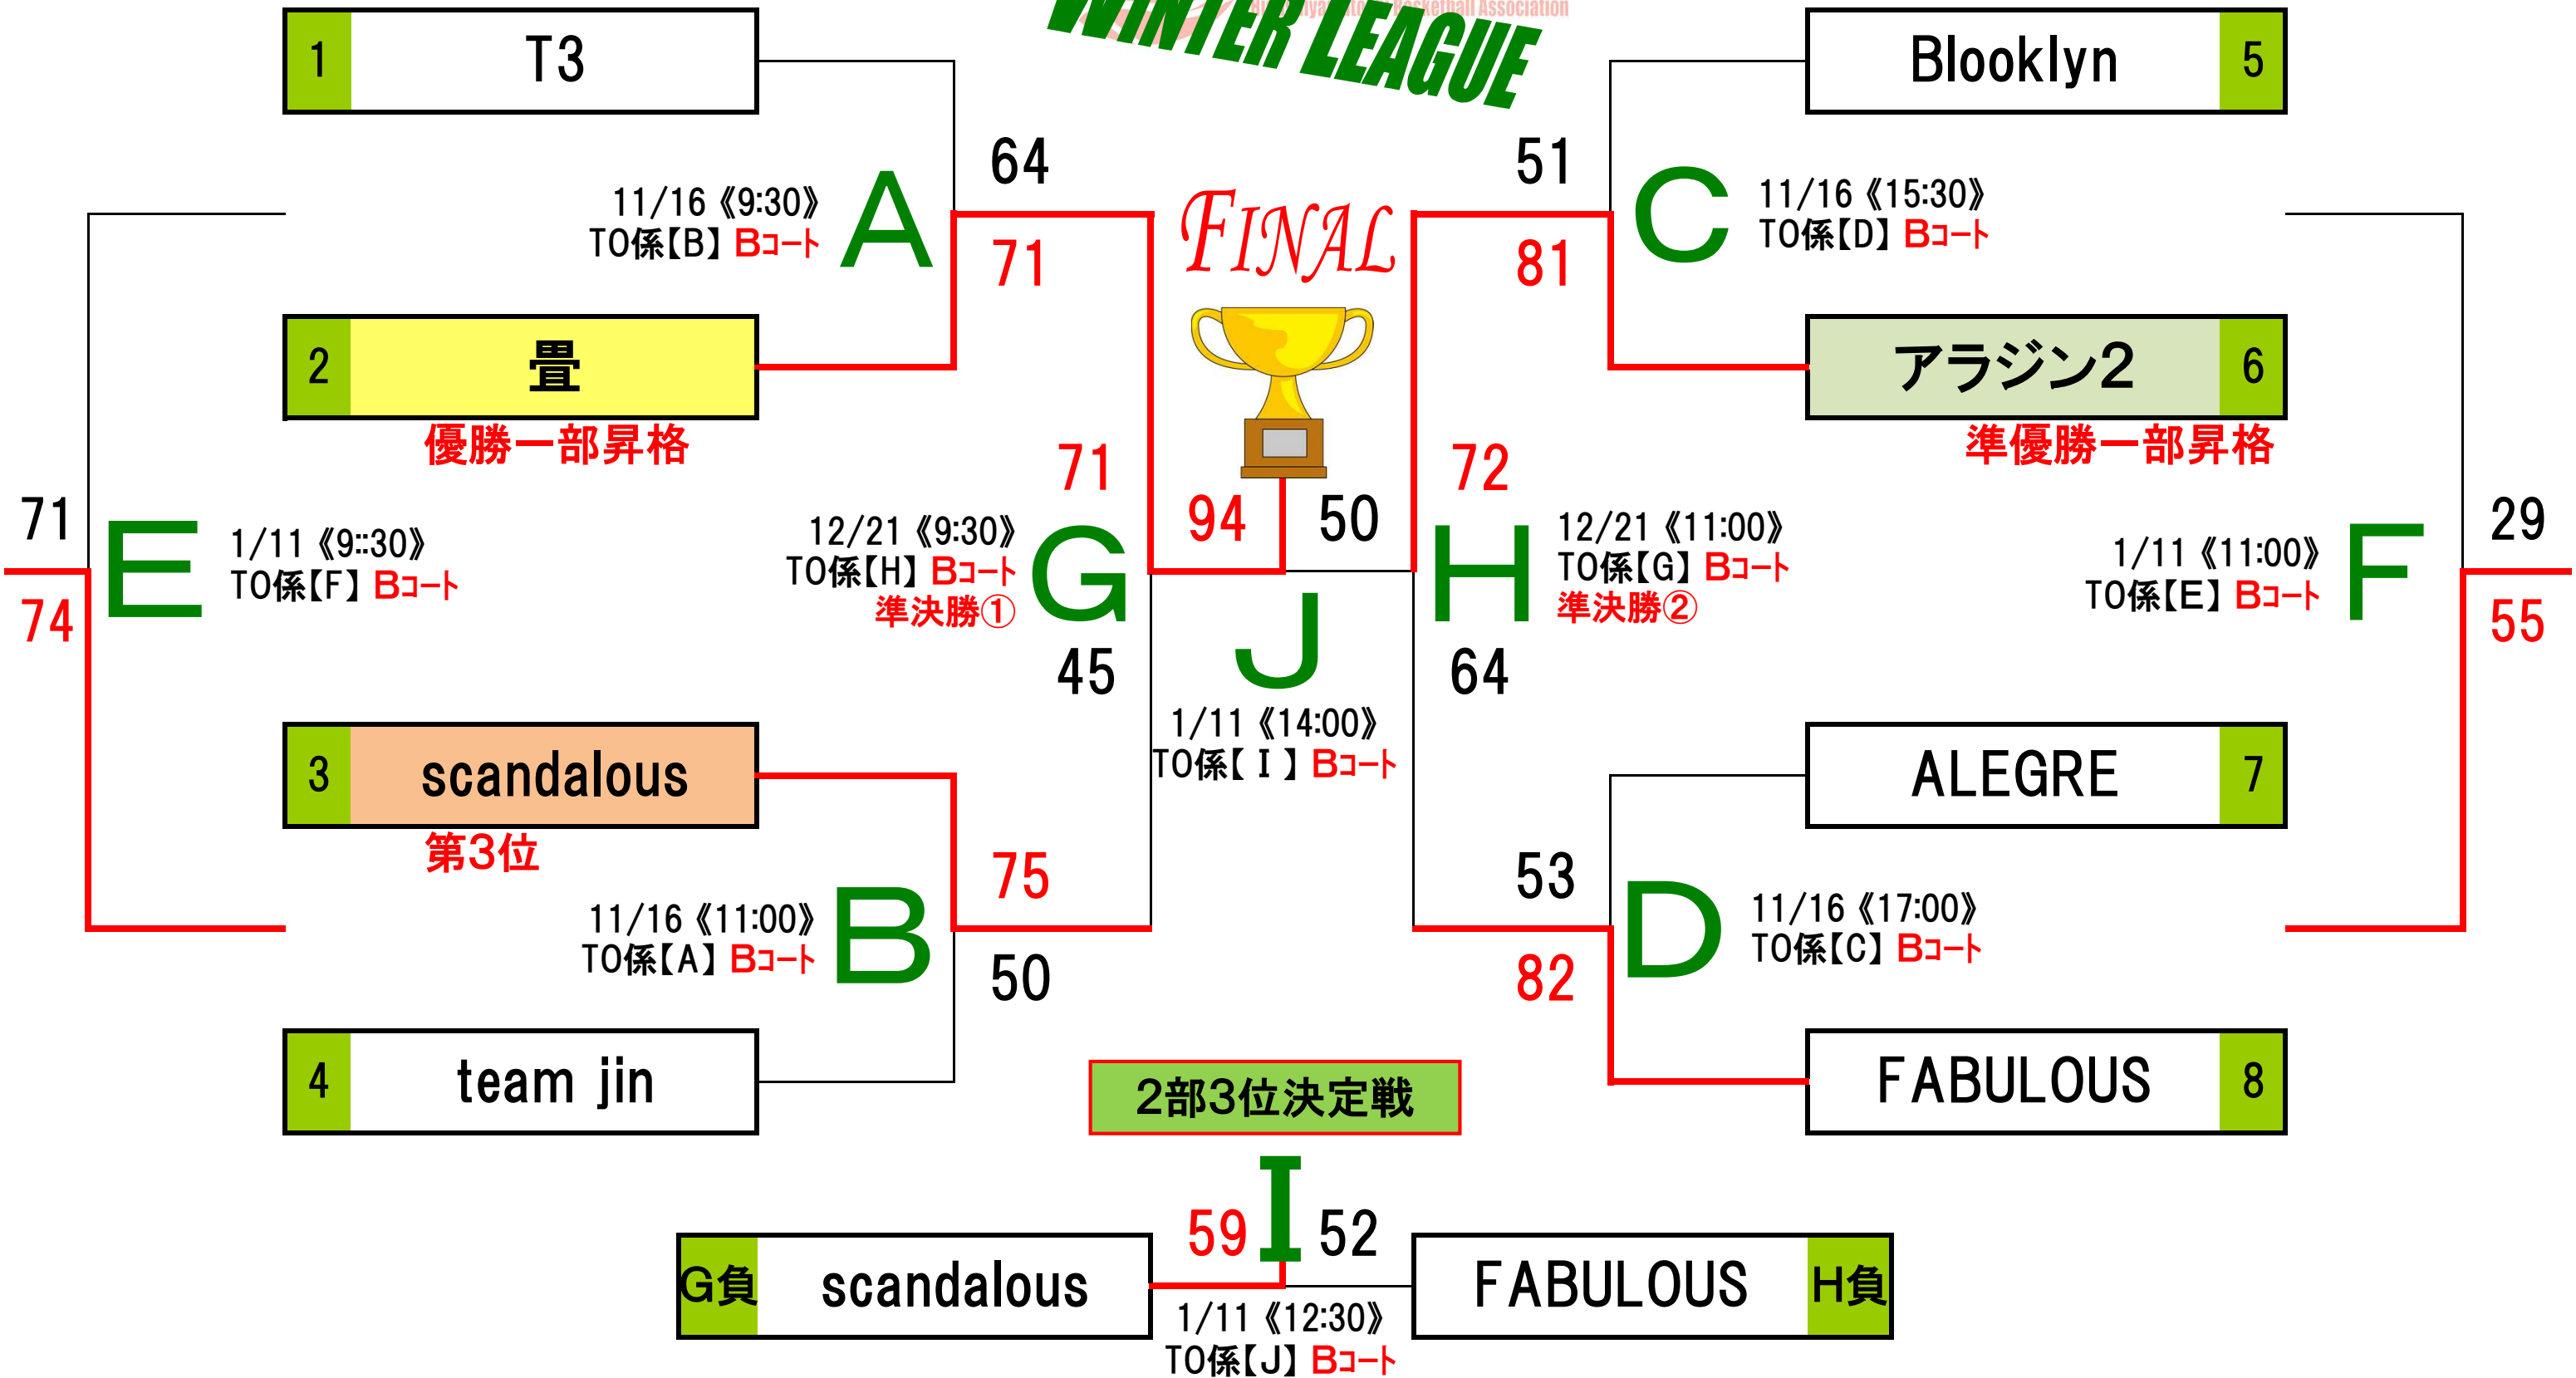 Basketball Association
WINTER LEAGUE
1 T3
Blooklyn 5
64
51
11/16《9:30》
TO係【B】 Bコート
A
C
11/16《15:30》
TO係【D】 Bコート
FINAL
71
81
2 畳
優勝一部昇格
アラジン2 6
準優勝一部昇格
71
72
94
50
71
E
1/11《9::30》
TO係【F】 Bコート
74
12/21《9:30》
TO係【H】 Bコート
準決勝①
G
45
H
12/21《11:00》
TO係【G】 Bコート
準決勝②
64
29
1/11《11:00》
TO係【E】 Bコート
F
55
J
1/11《14:00》
TO係【I】 Bコート
3 scandalous
第3位
ALEGRE 7
75
53
11/16《11:00》
TO係【A】 Bコート
B
D
11/16《17:00》
TO係【C】 Bコート
50
82
4 team jin
FABULOUS 8
2部3位決定戦
59
I
52
G負 scandalous
FABULOUS H負
1/11《12:30》
TO係【J】 Bコート